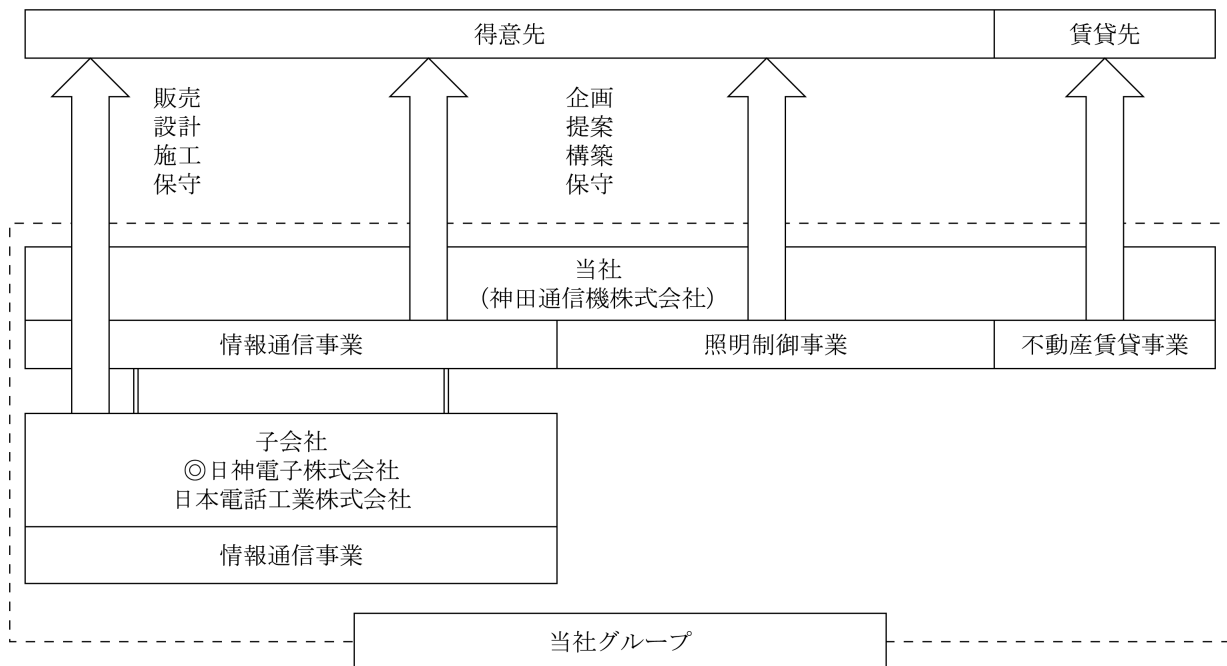 得意先
賃貸先
販売
設計
施工
保守
企画
提案
構築
保守
当社
(神田通信機株式会社)
情報通信事業
照明制御事業
不動産賃貸事業
子会社
◎日神電子株式会社
日本電話工業株式会社
情報通信事業
当社グループ